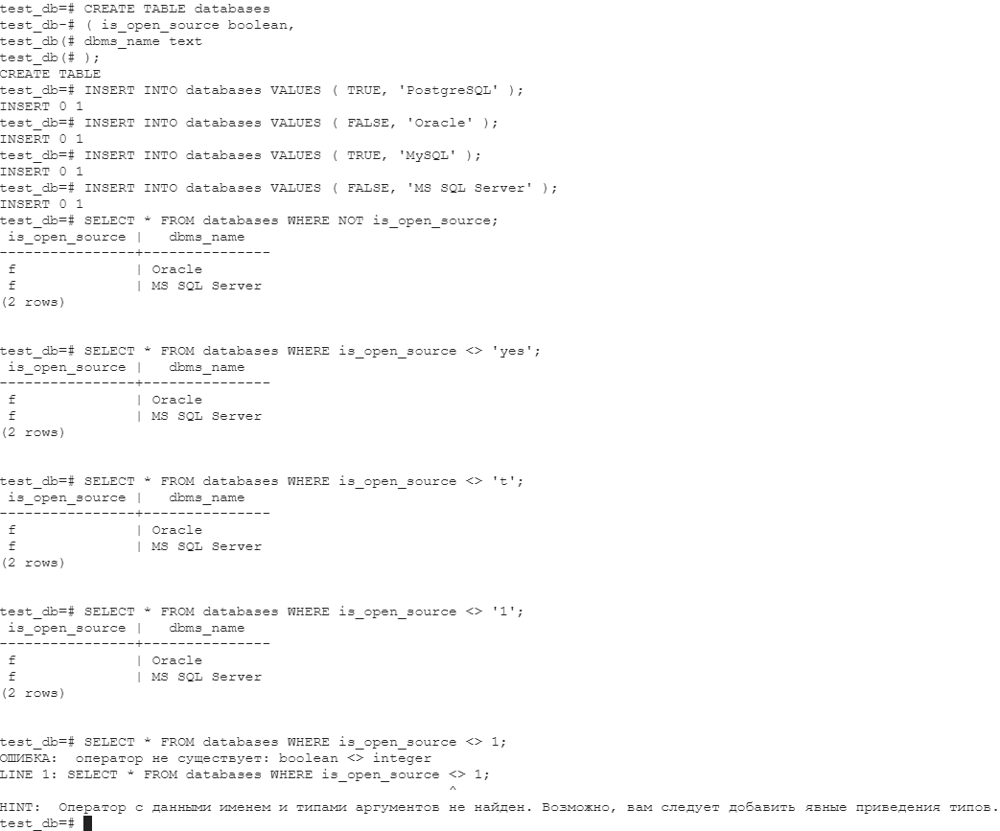 test_db=# CREATE TABLE databases
test_db-# ( is_open_source boolean,
test_db(# dbms_name text
test_db(# );
CREATE TABLE
test_db=# INSERT INTO databases VALUES ( TRUE, 'PostgreSQL' );
INSERT 0 1
test_db=# INSERT INTO databases VALUES ( FALSE, 'Oracle' );
INSERT 0 1
test_db=# INSERT INTO databases VALUES ( TRUE, 'MySQL' );
INSERT 0 1
test_db=# INSERT INTO databases VALUES ( FALSE, 'MS SQL Server' );
INSERT 0 1
test_db=# SELECT * FROM databases WHERE NOT is_open_source;
 is_open_source |   dbms_name
----------------+---------------
 f              | Oracle
 f              | MS SQL Server
(2 rows)

test_db=# SELECT * FROM databases WHERE is_open_source <> 'yes';
 is_open_source |   dbms_name
----------------+---------------
 f              | Oracle
 f              | MS SQL Server
(2 rows)

test_db=# SELECT * FROM databases WHERE is_open_source <> 't';
 is_open_source |   dbms_name
----------------+---------------
 f              | Oracle
 f              | MS SQL Server
(2 rows)

test_db=# SELECT * FROM databases WHERE is_open_source <> '1';
 is_open_source |   dbms_name
----------------+---------------
 f              | Oracle
 f              | MS SQL Server
(2 rows)

test_db=# SELECT * FROM databases WHERE is_open_source <> 1;
ОШИБКА:  оператор не существует: boolean <> integer
LINE 1: SELECT * FROM databases WHERE is_open_source <> 1;
                                                     ^
HINT:  Оператор с данными именем и типами аргументов не найден. Возможно, вам следует добавить явные приведения типов.
test_db=#